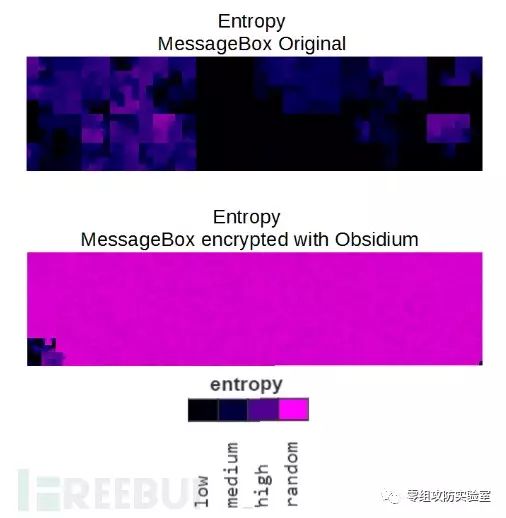 Entropy
MessageBox Original
Entropy
MessageBox encrypted with Obsidium
entropy
low
medium
high
random
FREEBU
零组攻防实验室